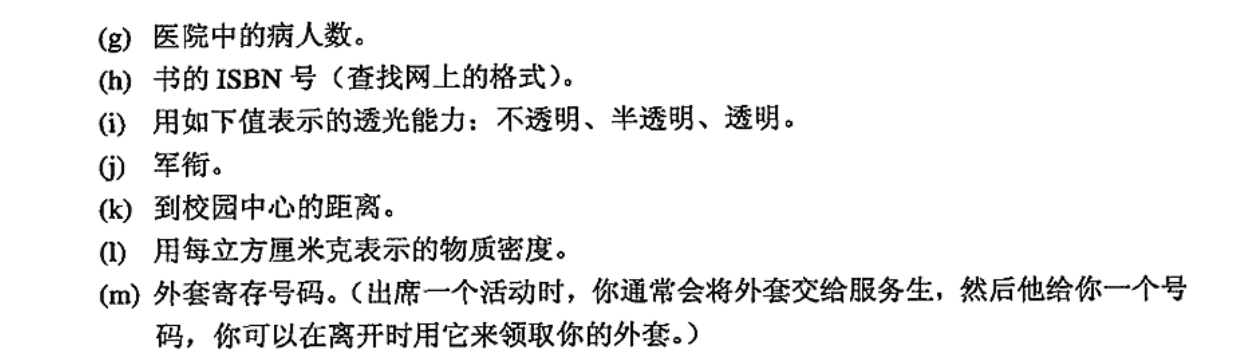 (g) 医院中的病人数。
(h) 书的 ISBN 号（查找网上的格式）。
(i) 用如下值表示的透光能力：不透明、半透明、透明。
(j) 军衔。
(k) 到校园中心的距离。
(l) 用每立方厘米克表示的物质密度。
(m) 外套寄存号码。（出席一个活动时，你通常会将外套交给服务生，然后他给你一个号
码，你可以在离开时用它来领取你的外套。）